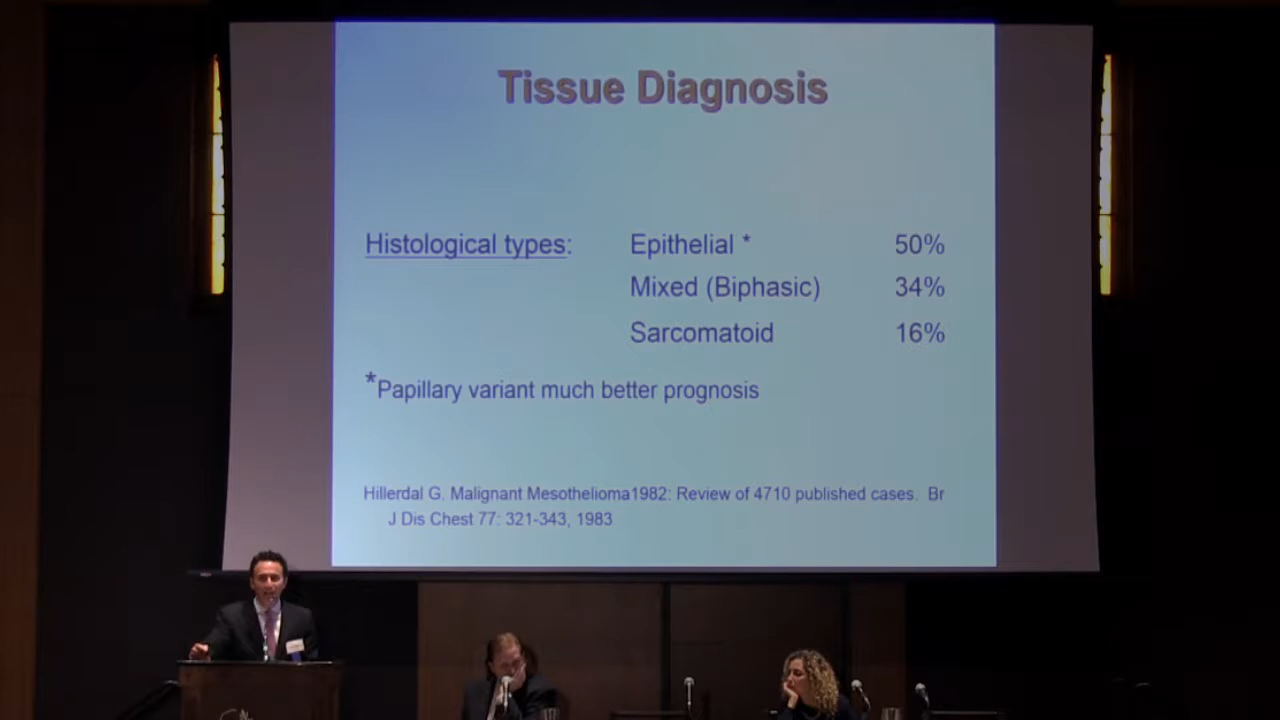 Tissue Diagnosis
Histological types: Epithelial * 50%
Mixed (Biphasic) 34%
Sarcomatoid 16%
*Papillary variant much better prognosis
Hillerdal G. Malignant Mesothelioma1982: Review of 4710 published cases. Br
J Dis Chest 77: 321-343, 1983